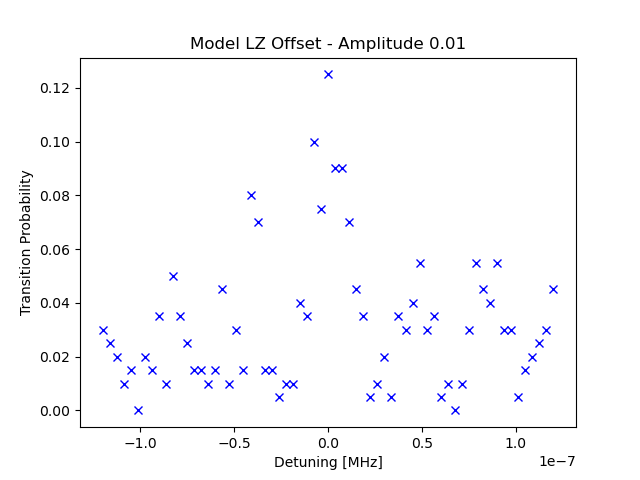 Model LZ Offset - Amplitude 0.01
0.12
0.10
0.08
0.06
0.04
0.02
0.00
Transition Probability
−1.0 −0.5 0.0 0.5 1.0
1e−7
Detuning [MHz]